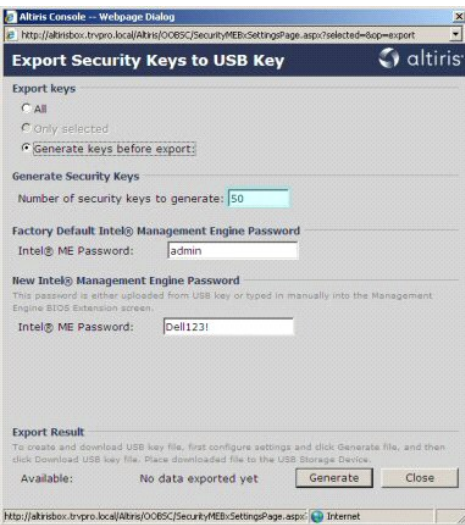 Altiris Console -- Webpage Dialog
http://altirisbox.trvpro.local/Altiris/OOBSC/SecurityMEBxSettingsPage.aspx?selected=&op=export
Export Security Keys to USB Key
altiris
Export keys
All
Only selected
Generate keys before export:
Generate Security Keys
Number of security keys to generate: 50
Factory Default Intel® Management Engine Password
Intel® ME Password: admin
New Intel® Management Engine Password
This password is either uploaded from USB key or typed in manually into the Management
Engine BIOS Extension screen.
Intel® ME Password: Dell123!
Export Result
To create and download USB key file, first configure settings and click Generate file, and then
click Download USB key file. Place downloaded file to the USB Storage Device.
Available: No data exported yet Generate Close
http://altirisbox.trvpro.local/Altiris/OOBSC/SecurityMEBxSettingsPage.aspx? Internet